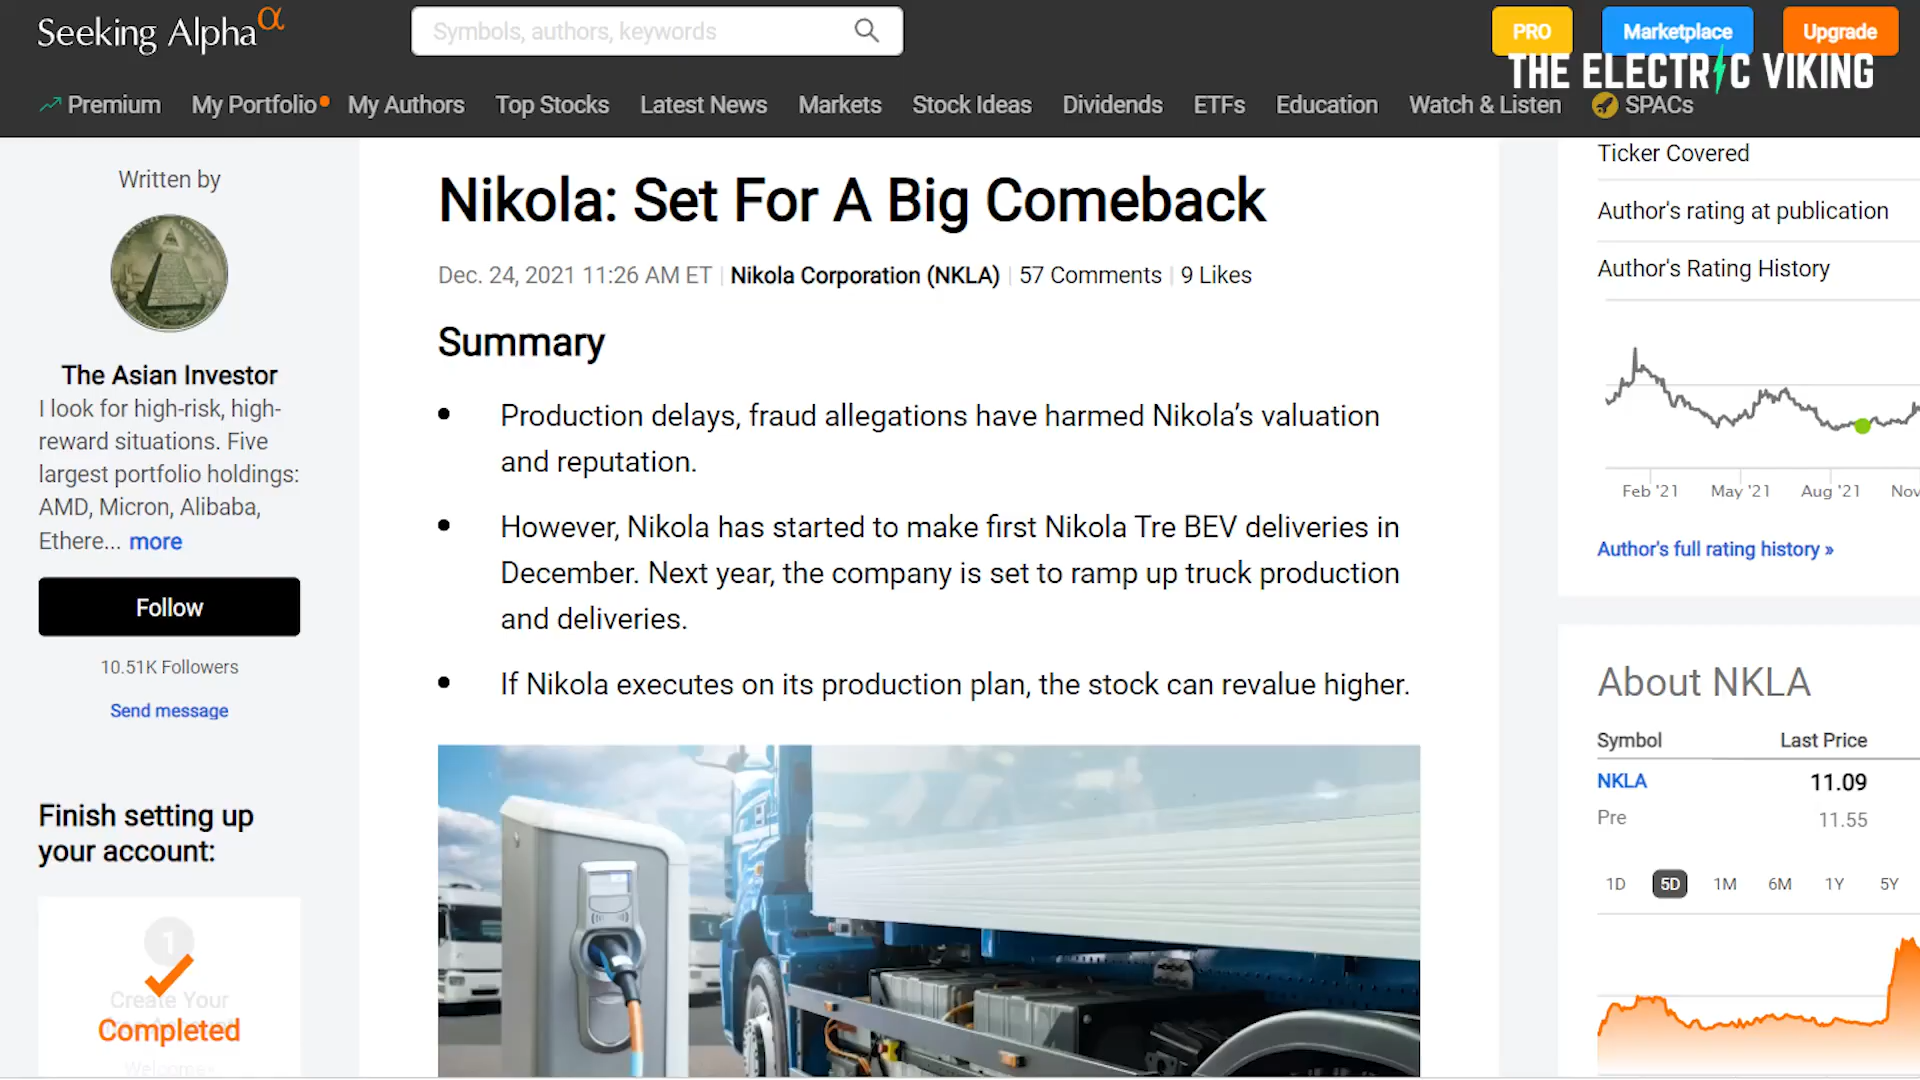 Seeking Alpha α
Symbols, authors, keywords
PRO
Marketplace
Upgrade
THE ELECTRIC VIKING
Premium
My Portfolio
My Authors
Top Stocks
Latest News
Markets
Stock Ideas
Dividends
ETFs
Education
Watch & Listen
SPACs
Written by
The Asian Investor
I look for high-risk, high-
reward situations. Five
largest portfolio holdings:
AMD, Micron, Alibaba,
Ethere... more
Follow
10.51K Followers
Send message
Finish setting up
your account:
1
Create Your
Completed
Welcome
Nikola: Set For A Big Comeback
Dec. 24, 2021 11:26 AM ET | Nikola Corporation (NKLA) | 57 Comments | 9 Likes
Summary
Production delays, fraud allegations have harmed Nikola’s valuation
and reputation.
However, Nikola has started to make first Nikola Tre BEV deliveries in
December. Next year, the company is set to ramp up truck production
and deliveries.
If Nikola executes on its production plan, the stock can revalue higher.
Ticker Covered
Author's rating at publication
Author's Rating History
Feb '21 May '21 Aug '21 Nov
Author's full rating history »
About NKLA
Symbol Last Price
NKLA 11.09
Pre 11.55
1D 5D 1M 6M 1Y 5Y